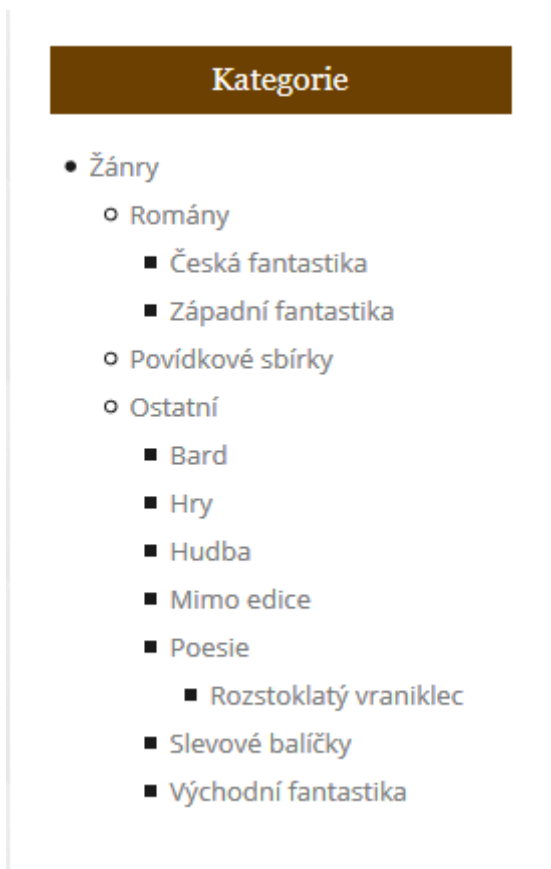 Kategorie
Žánry
Romány
Česká fantastika
Západní fantastika
Povídkové sbírky
Ostatní
Bard
Hry
Hudba
Mimo edice
Poesie
Rozstoklatý vraniklec
Slevové balíčky
Východní fantastika